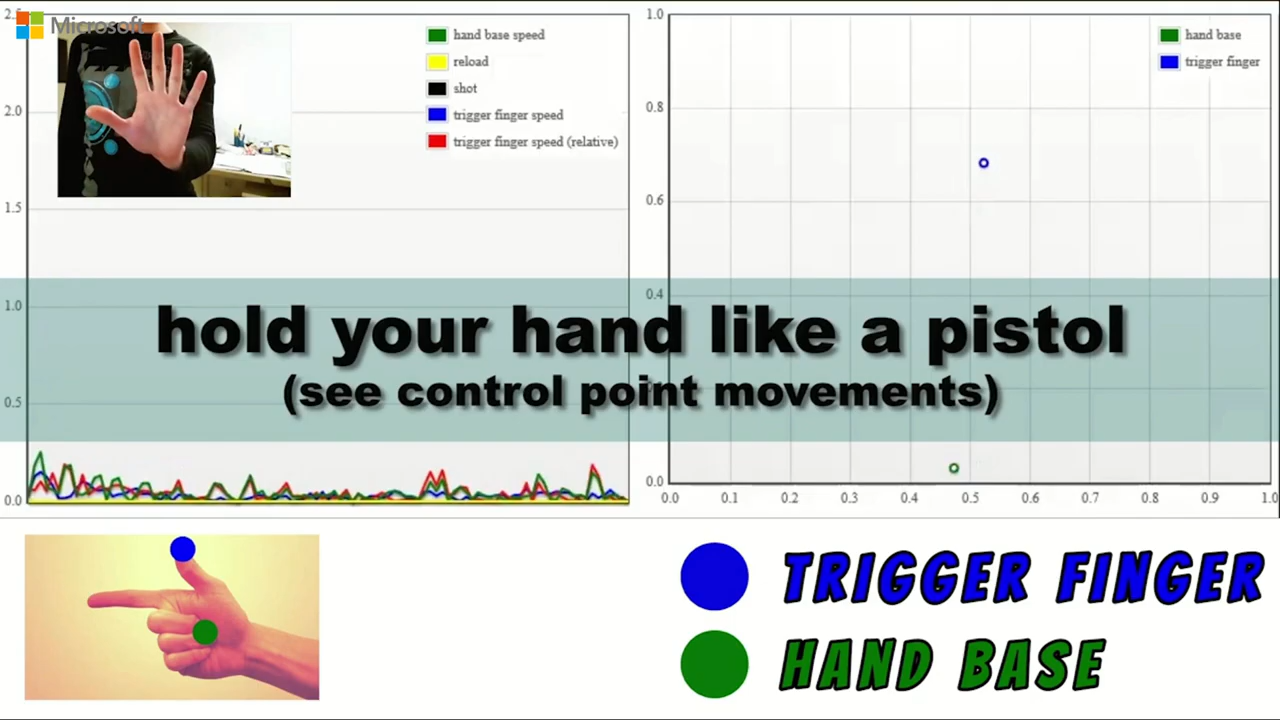 Microsoft
2.5
2.0
1.5
1.0
0.5
0.0
hand base speed
reload
shot
trigger finger speed
trigger finger speed (relative)
1.0
0.8
0.6
0.4
0.0
0.0 0.1 0.2 0.3 0.4 0.5 0.6 0.7 0.8 0.9 1.0
hand base
trigger finger
hold your hand like a pistol
(see control point movements)
TRIGGER FINGER
HAND BASE